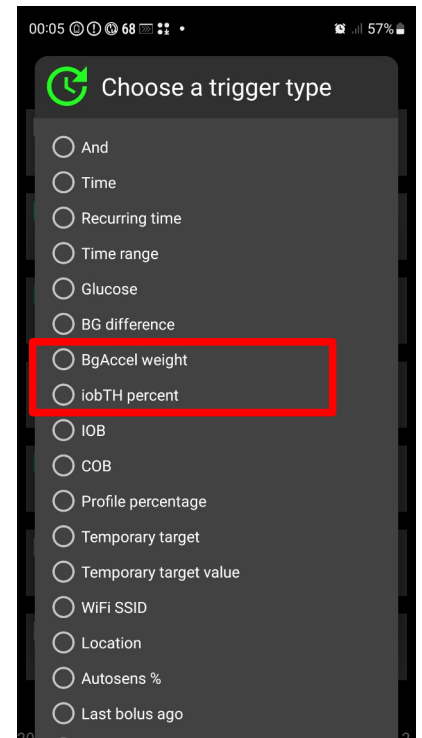 00:05 68 57%
Choose a trigger type
And
Time
Recurring time
Time range
Glucose
BG difference
BgAccel weight
iobTH percent
IOB
COB
Profile percentage
Temporary target
Temporary target value
WiFi SSID
Location
Autosens %
Last bolus ago